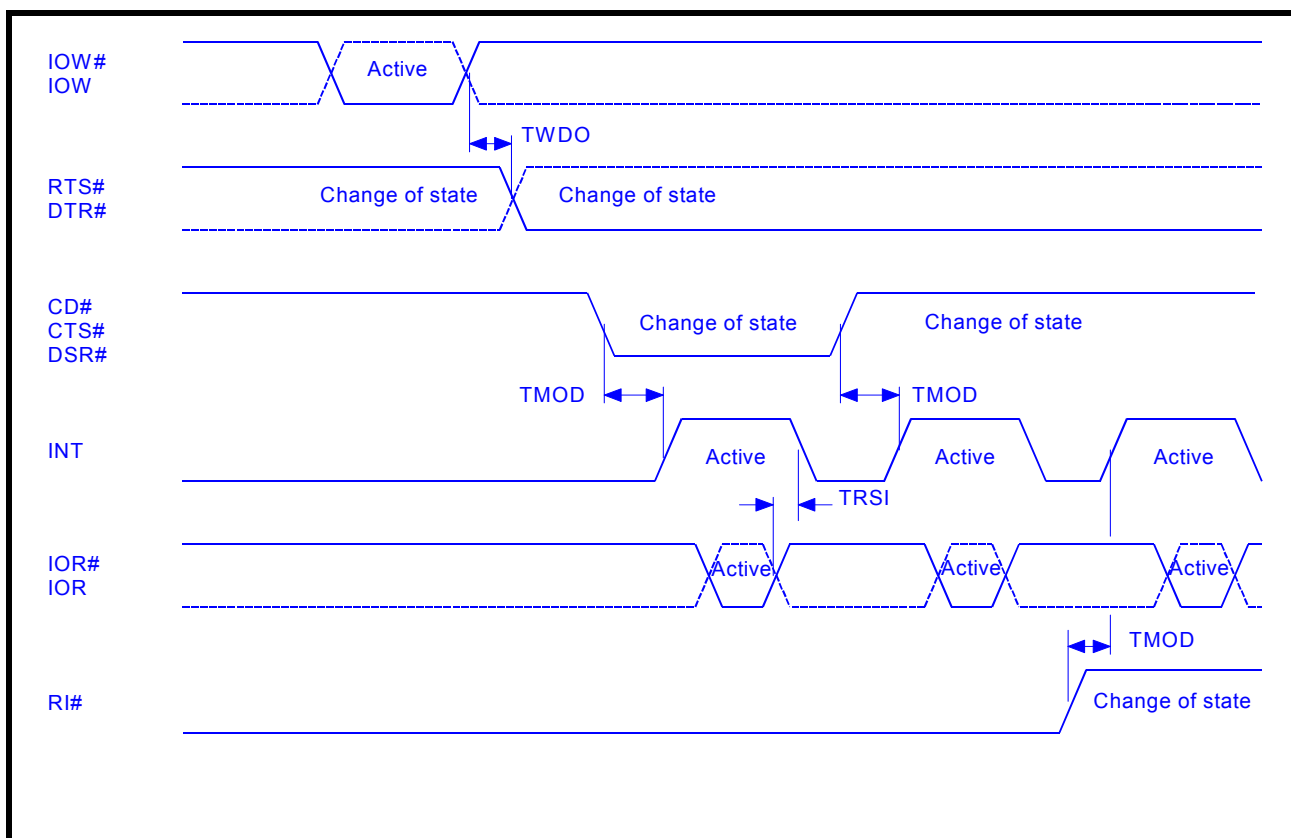 IOW#
IOW
Active
TWDO
RTS#
DTR#
Change of state
Change of state
CD#
CTS#
DSR#
Change of state
Change of state
TMOD
TMOD
INT
Active
Active
Active
TRSI
IOR#
IOR
Active
Active
Active
TMOD
RI#
Change of state